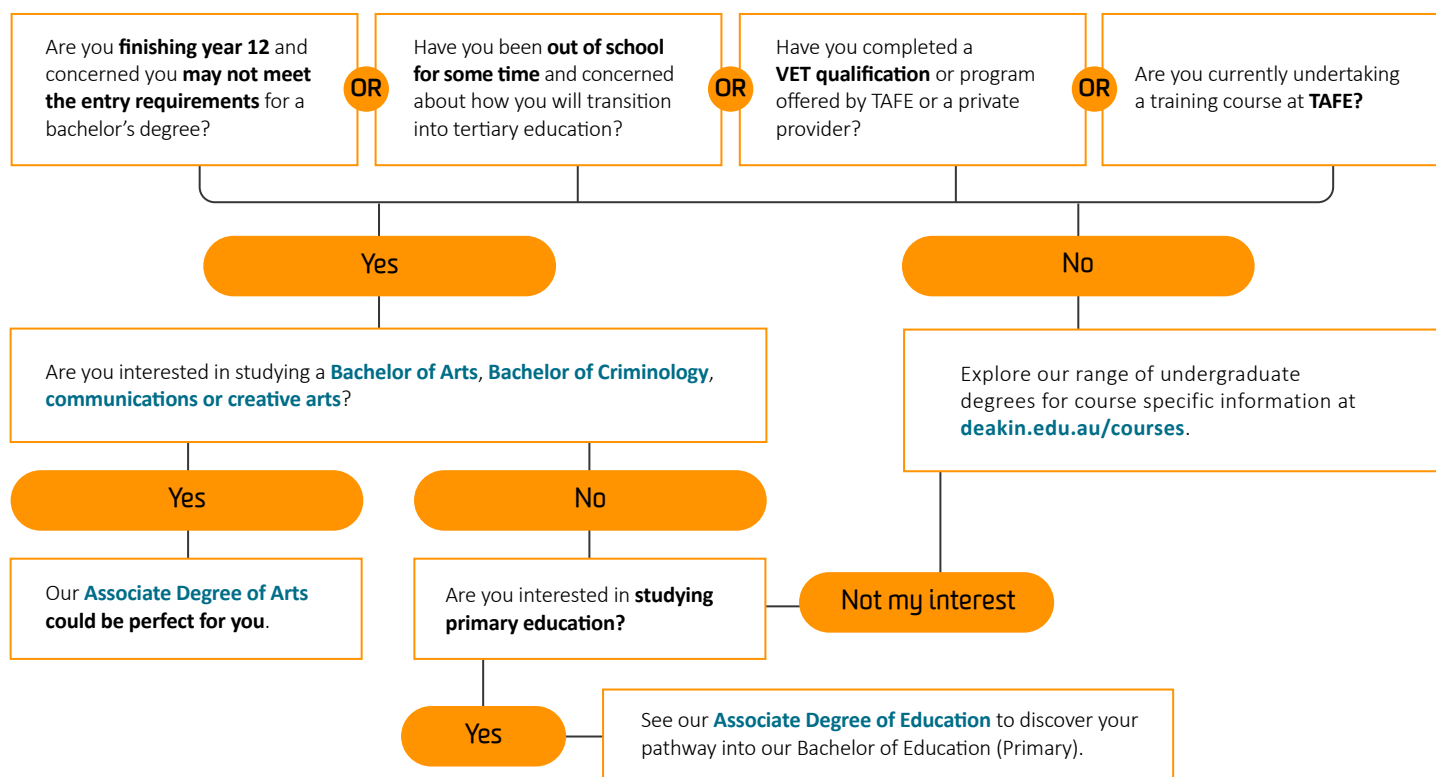 Are you finishing year 12 and
concerned you may not meet
the entry requirements for a
bachelor's degree?
OR
Have you been out of school
for some time and concerned
about how you will transition
into tertiary education?
OR
Have you completed a
VET qualification or program
offered by TAFE or a private
provider?
OR
Are you currently undertaking
a training course at TAFE?
Yes
No
Are you interested in studying a Bachelor of Arts, Bachelor of Criminology,
communications or creative arts?
Explore our range of undergraduate
degrees for course specific information at
deakin.edu.au/courses.
Yes
No
Our Associate Degree of Arts
could be perfect for you.
Are you interested in studying
primary education?
Not my interest
Yes
See our Associate Degree of Education to discover your
pathway into our Bachelor of Education (Primary).